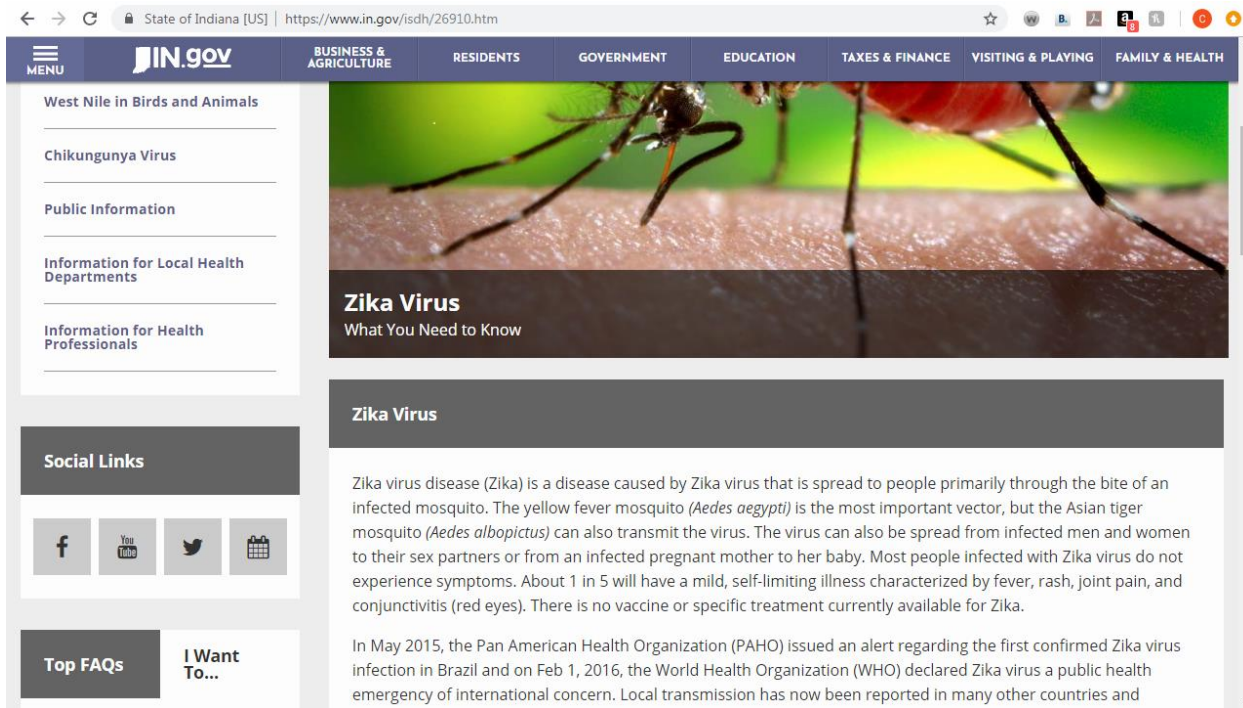 State of Indiana [US] | https://www.in.gov/isdh/26910.htm
W B. a 8 C
MENU
IN.gov
BUSINESS & AGRICULTURE
RESIDENTS
GOVERNMENT
EDUCATION
TAXES & FINANCE
VISITING & PLAYING
FAMILY & HEALTH
West Nile in Birds and Animals
Chikungunya Virus
Public Information
Information for Local Health
Departments
Information for Health
Professionals
Social Links
f
You
Tube
Top FAQs
I Want
To...
Zika Virus
What You Need to Know
Zika Virus
Zika virus disease (Zika) is a disease caused by Zika virus that is spread to people primarily through the bite of an
infected mosquito. The yellow fever mosquito (Aedes aegypti) is the most important vector, but the Asian tiger
mosquito (Aedes albopictus) can also transmit the virus. The virus can also be spread from infected men and women
to their sex partners or from an infected pregnant mother to her baby. Most people infected with Zika virus do not
experience symptoms. About 1 in 5 will have a mild, self-limiting illness characterized by fever, rash, joint pain, and
conjunctivitis (red eyes). There is no vaccine or specific treatment currently available for Zika.
In May 2015, the Pan American Health Organization (PAHO) issued an alert regarding the first confirmed Zika virus
infection in Brazil and on Feb 1, 2016, the World Health Organization (WHO) declared Zika virus a public health
emergency of international concern. Local transmission has now been reported in many other countries and